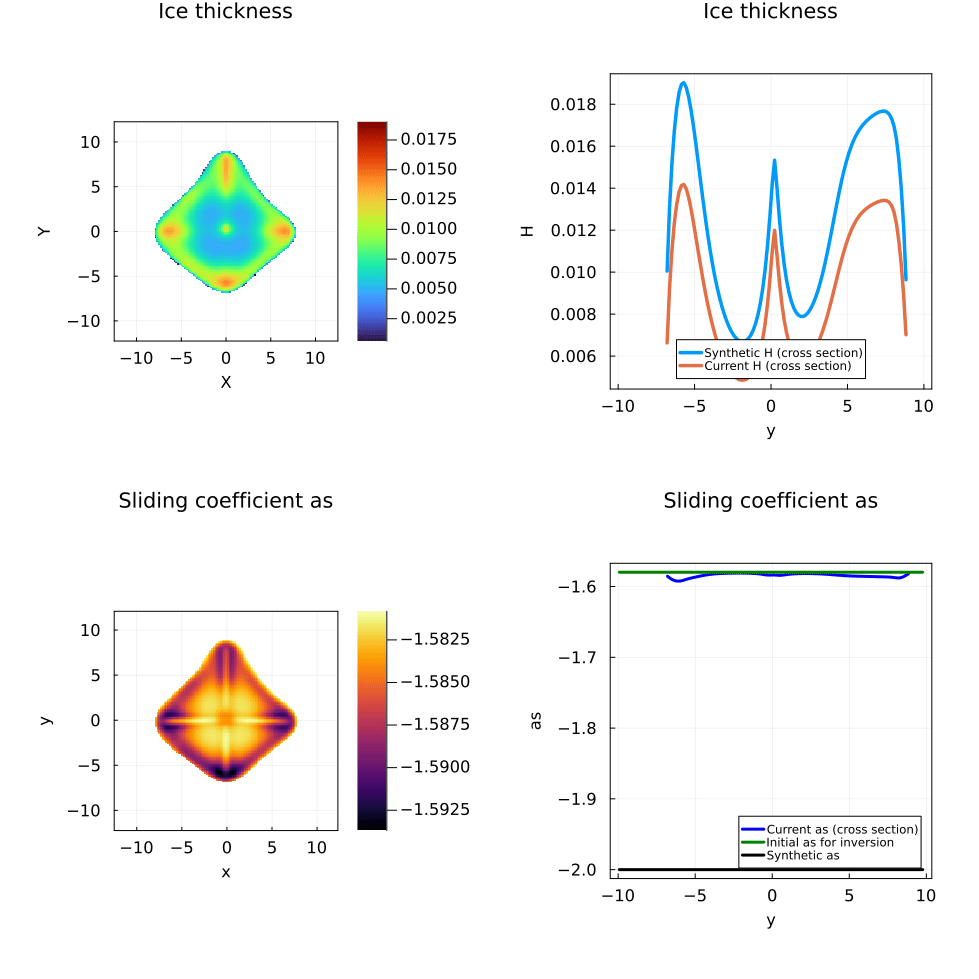 Ice thickness
10
5
0
−5
−10
Y
−10 −5 0 5 10
X
0.0175
0.0150
0.0125
0.0100
0.0075
0.0050
0.0025
Ice thickness
0.018
0.016
0.014
0.012
0.010
0.008
0.006
H
Synthetic H (cross section)
Current H (cross section)
−10 −5 0 5 10
y
Sliding coefficient as
10
5
0
−5
−10
y
−10 −5 0 5 10
x
−1.5825
−1.5850
−1.5875
−1.5900
−1.5925
Sliding coefficient as
−1.6
−1.7
−1.8
−1.9
−2.0
as
Current as (cross section)
Initial as for inversion
Synthetic as
−10 −5 0 5 10
y